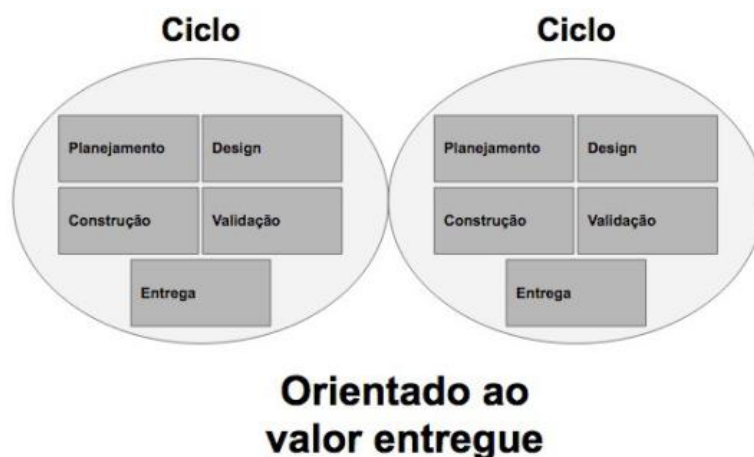 Ciclo
Ciclo
Planejamento
Design
Construção
Validação
Entrega
Planejamento
Design
Construção
Validação
Entrega
Orientado ao
valor entregue